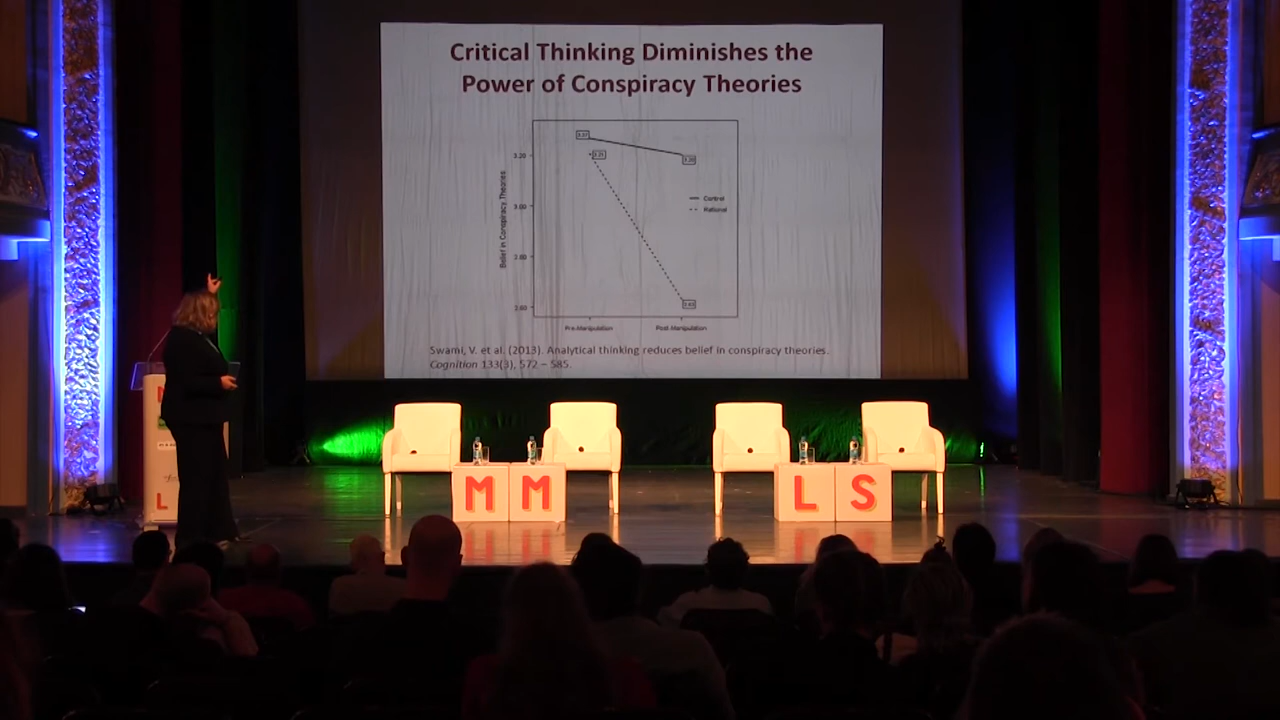 Critical Thinking Diminishes the
Power of Conspiracy Theories
3.20
3.00
2.80
2.60
Belief in Conspiracy Theories
Control
Rational
Pre-Manipulation
Post-Manipulation
Swami, V. et al. (2013). Analytical thinking reduces belief in conspiracy theories.
Cognition 133(3), 572 – 585.
M M L S
L